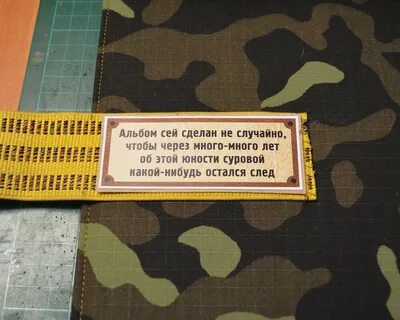 Альбом сей сделан не случайно,
чтобы через много-много лет
об этой юности суровой
какой-нибудь остался след